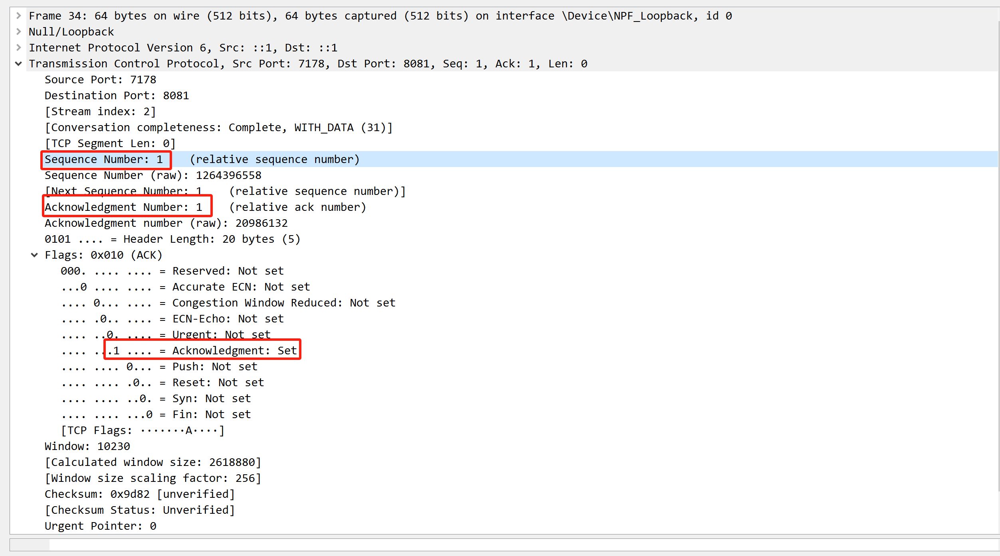 Frame 34: 64 bytes on wire (512 bits), 64 bytes captured (512 bits) on interface \Device\NPF_Loopback, id 0
Null/Loopback
Internet Protocol Version 6, Src: ::1, Dst: ::1
Transmission Control Protocol, Src Port: 7178, Dst Port: 8081, Seq: 1, Ack: 1, Len: 0
Source Port: 7178
Destination Port: 8081
[Stream index: 2]
[Conversation completeness: Complete, WITH_DATA (31)]
[TCP Segment Len: 0]
Sequence Number: 1    (relative sequence number)
Sequence Number (raw): 1264396558
[Next Sequence Number: 1    (relative sequence number)]
Acknowledgment Number: 1    (relative ack number)
Acknowledgment number (raw): 20986132
0101 .... = Header Length: 20 bytes (5)
Flags: 0x010 (ACK)
000. .... .... = Reserved: Not set
...0 .... .... = Accurate ECN: Not set
.... 0... .... = Congestion Window Reduced: Not set
.... .0.. .... = ECN-Echo: Not set
.... ..0. .... = Urgent: Not set
.... ...1 .... = Acknowledgment: Set
.... .... 0... = Push: Not set
.... .... .0.. = Reset: Not set
.... .... ..0. = Syn: Not set
.... .... ...0 = Fin: Not set
[TCP Flags: ·······A····]
Window: 10230
[Calculated window size: 2618880]
[Window size scaling factor: 256]
Checksum: 0x9d82 [unverified]
[Checksum Status: Unverified]
Urgent Pointer: 0